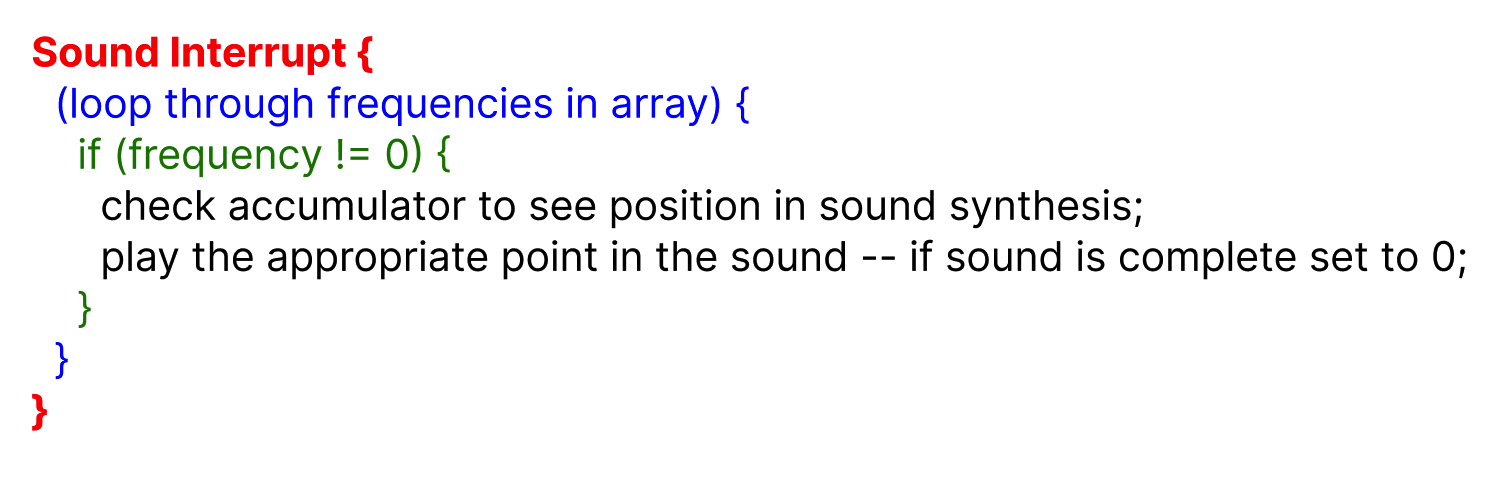 Sound Interrupt {
(loop through frequencies in array) {
if (frequency != 0) {
check accumulator to see position in sound synthesis;
play the appropriate point in the sound -- if sound is complete set to 0;
}
}
}